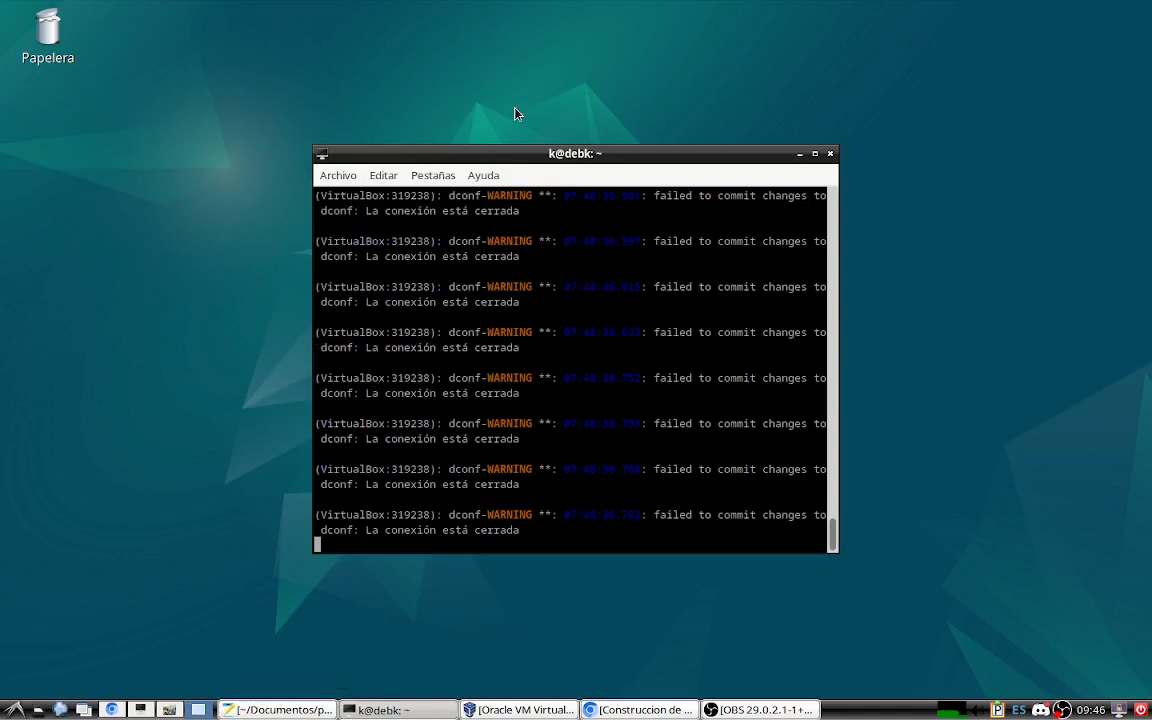 Papelera
k@debk: ~
Archivo Editar Pestañas Ayuda
(VirtualBox:319238): dconf-WARNING **: : failed to commit changes to
dconf: La conexión está cerrada
(VirtualBox:319238): dconf-WARNING **: : failed to commit changes to
dconf: La conexión está cerrada
(VirtualBox:319238): dconf-WARNING **: : failed to commit changes to
dconf: La conexión está cerrada
(VirtualBox:319238): dconf-WARNING **: : failed to commit changes to
dconf: La conexión está cerrada
(VirtualBox:319238): dconf-WARNING **: : failed to commit changes to
dconf: La conexión está cerrada
(VirtualBox:319238): dconf-WARNING **: : failed to commit changes to
dconf: La conexión está cerrada
(VirtualBox:319238): dconf-WARNING **: : failed to commit changes to
dconf: La conexión está cerrada
(VirtualBox:319238): dconf-WARNING **: : failed to commit changes to
dconf: La conexión está cerrada
[~/Documentos/p... k@debk: ~ [Oracle VM Virtual... [Construccion de ... [OBS 29.0.2.1-1+... ES 09:46